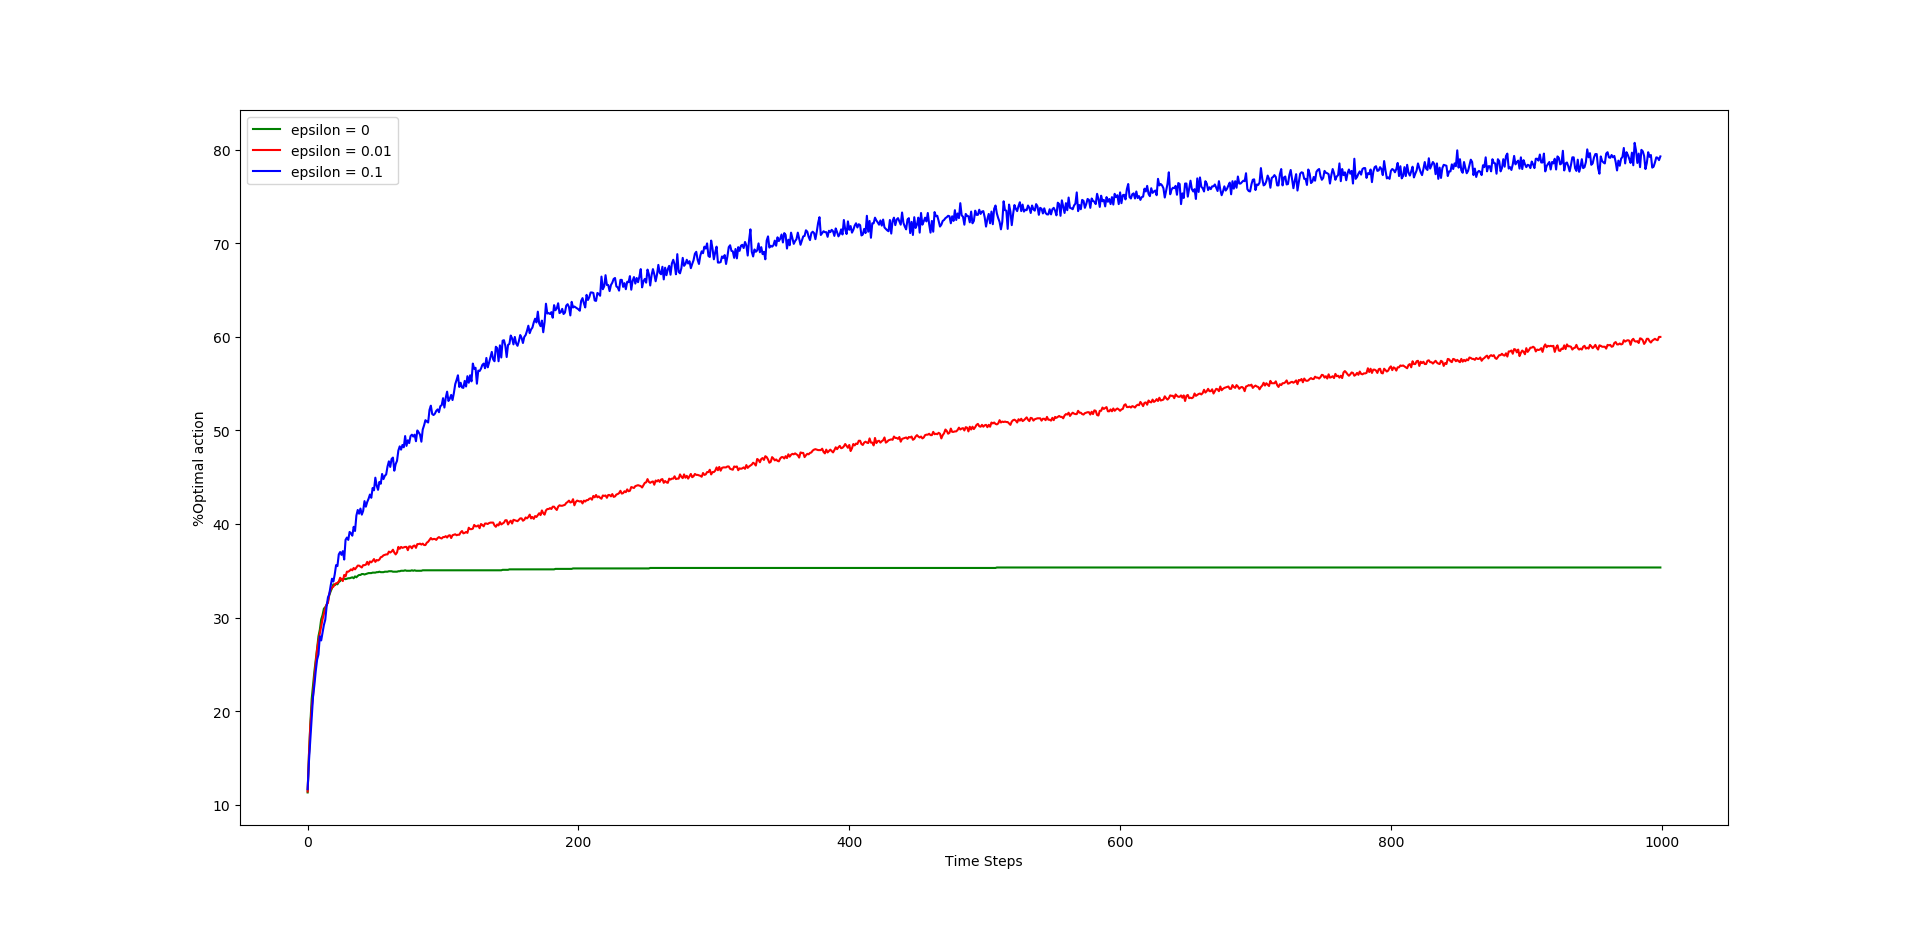 epsilon = 0
epsilon = 0.01
epsilon = 0.1
80
70
60
50
40
30
20
10
%Optimal action
0 200 400 600 800 1000
Time Steps